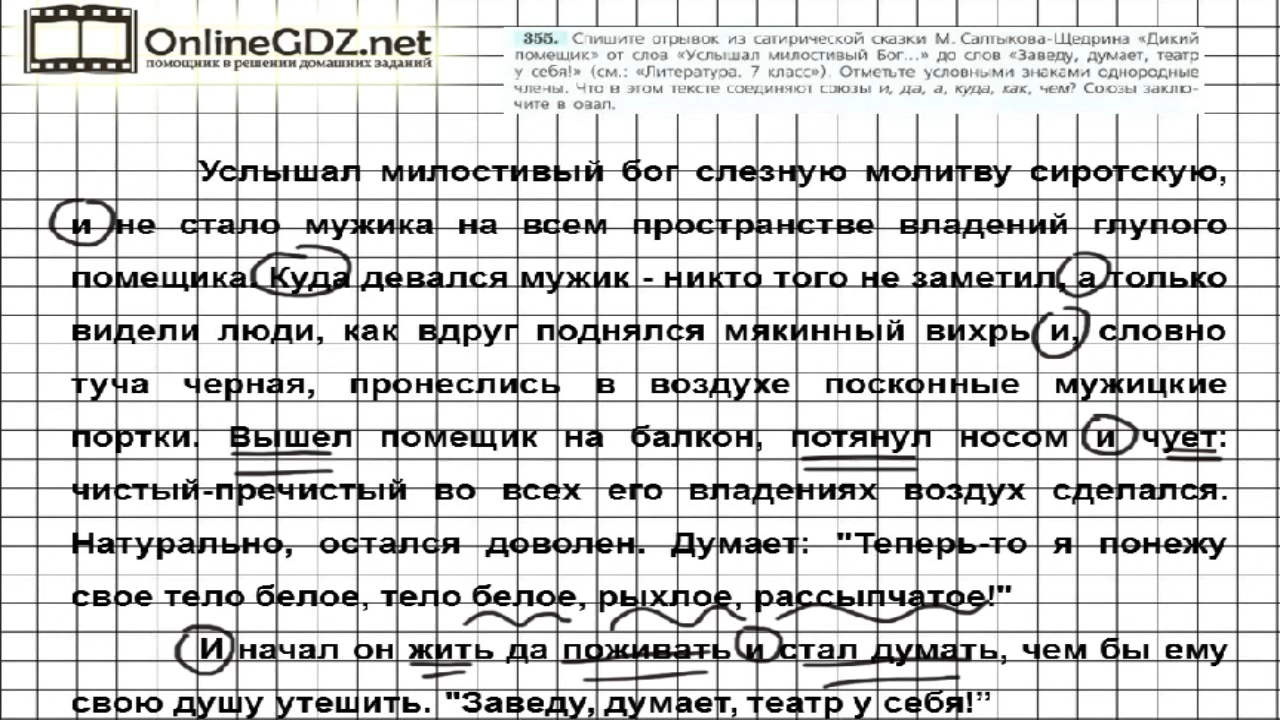 OnlineGDZ.net
помощник в решении домашних заданий
355. Спишите отрывок из сатирической сказки М. Салтыкова-Щедрина «Дикий
помещик» от слов «Услышал милостивый Бог...» до слов «Заведу, думает, театр
у себя!» (см.: «Литература. 7 класс»). Отметьте условными знаками однородные
члены. Что в этом тексте соединяют союзы и, да, а, куда, как, чем? Союзы заклю-
чите в овал.
Услышал милостивый бог слезную молитву сиротскую,
и не стало мужика на всем пространстве владений глупого
помещика. Куда девался мужик - никто того не заметил, а только
видели люди, как вдруг поднялся мякинный вихрь и, словно
туча черная, пронеслись в воздухе посконные мужицкие
портки. Вышел помещик на балкон, потянул носом и чует:
чистый-пречистый во всех его владениях воздух сделался.
Натурально, остался доволен. Думает: "Теперь-то я понежу
свое тело белое, тело белое, рыхлое, рассыпчатое!"
И начал он жить да поживать и стал думать, чем бы ему
свою душу утешить. "Заведу, думает, театр у себя!”